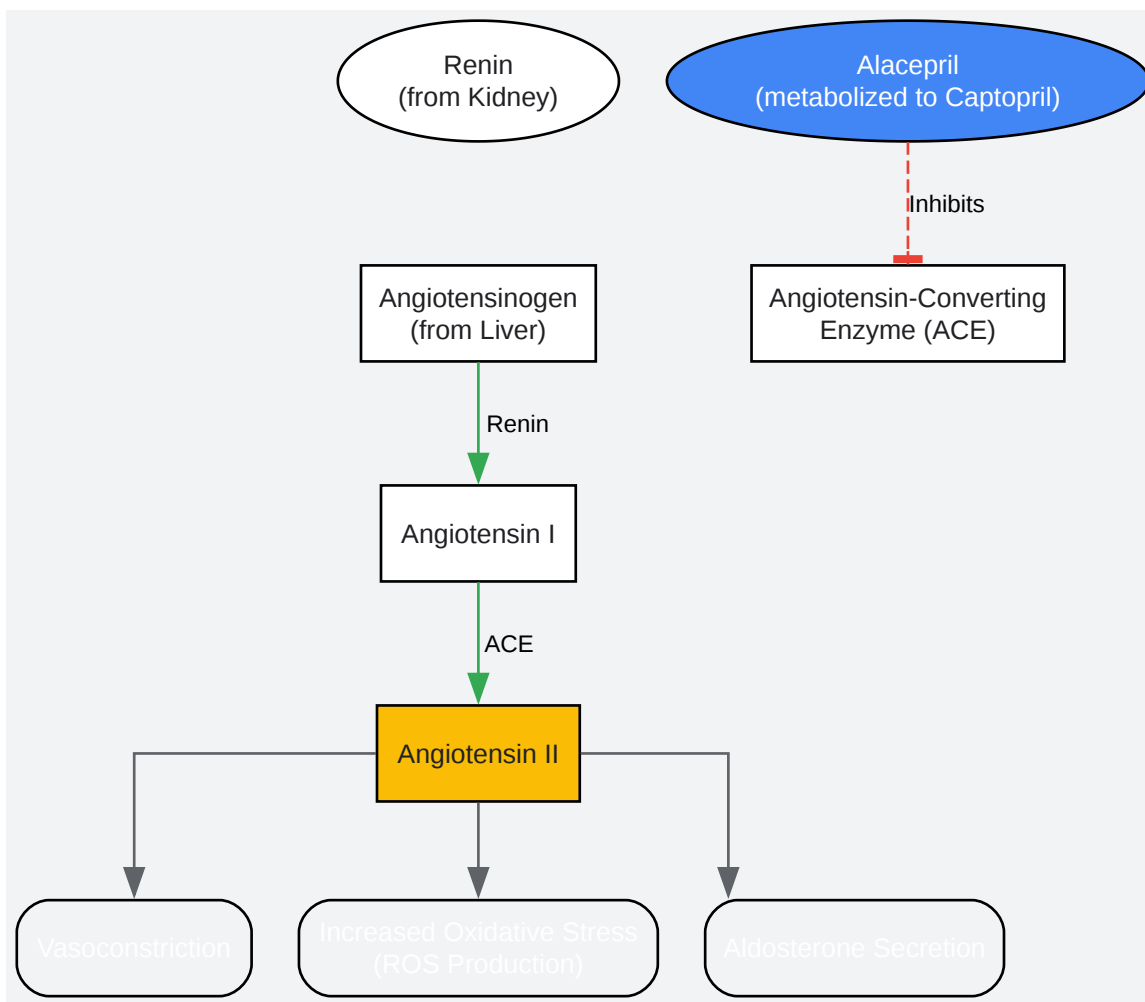 Renin
(from Kidney)
Alacepril
(metabolized to Captopril)
Inhibits
Angiotensinogen
(from Liver)
Angiotensin-Converting
Enzyme (ACE)
Renin
Angiotensin I
ACE
Angiotensin II
Vasoconstriction
Increased Oxidative Stress
(ROS Production)
Aldosterone Secretion